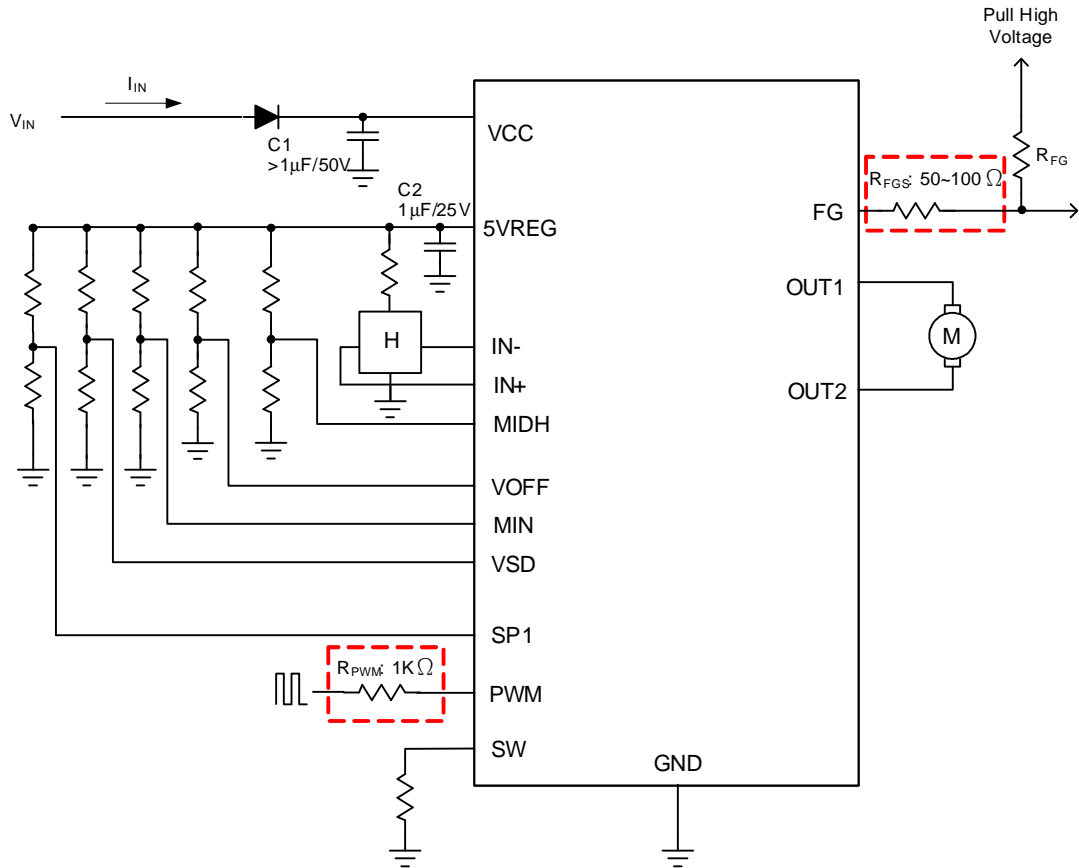 Pull High
Voltage
I_IN
V_IN
C1
>1μF/50V
VCC
R_FG
R_FGS: 50~100 Ω
C2
1μF/25V
FG
5VREG
OUT1
H
IN-
M
IN+
OUT2
MIDH
VOFF
MIN
VSD
SP1
R_PWM: 1K Ω
PWM
SW
GND